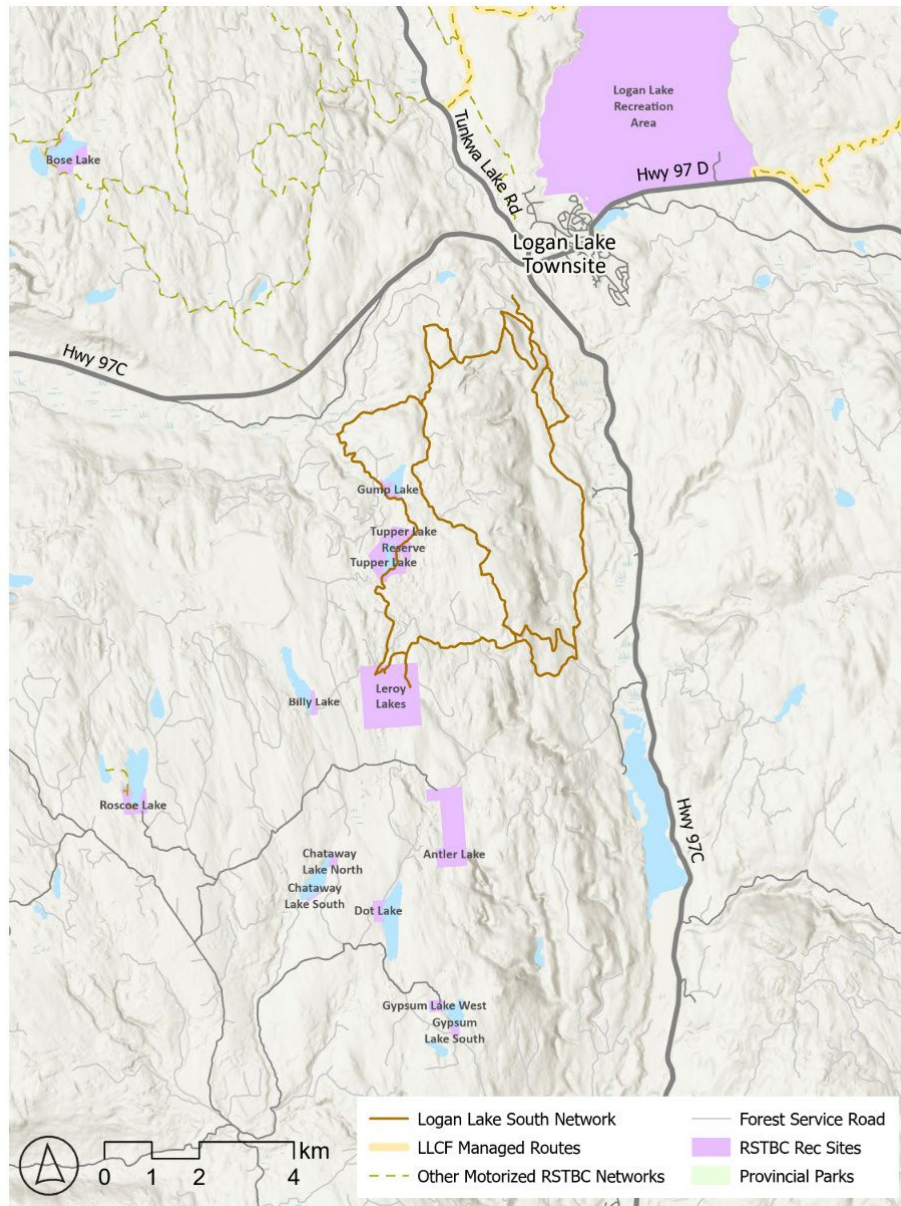 Logan Lake
Recreation
Area
Bose Lake
Tunkwa Lake Rd
Hwy 97 D
Logan Lake
Townsite
Hwy 97C
Gump Lake
Tupper Lake
Reserve
Tupper Lake
Leroy
Lakes
Billy Lake
Roscoe Lake
Hwy 97C
Antler Lake
Chataway
Lake North
Chataway
Lake South
Dot Lake
Gypsum Lake West
Gypsum
Lake South
Logan Lake South Network
LLCF Managed Routes
Other Motorized RSTBC Networks
Forest Service Road
RSTBC Rec Sites
Provincial Parks
km
0 1 2 4